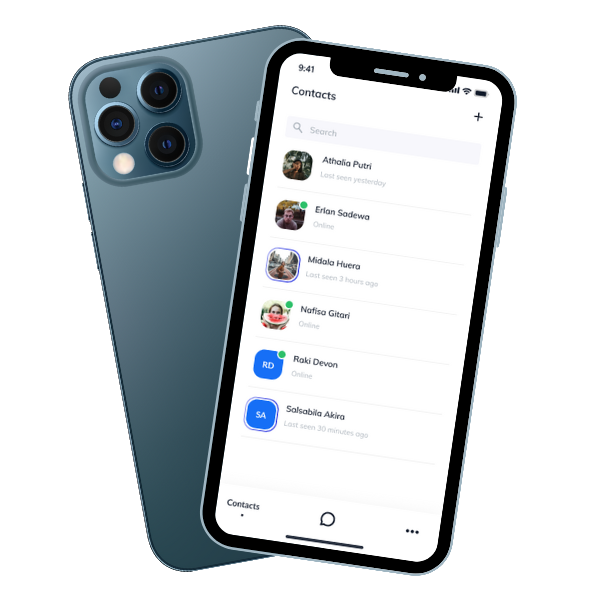 9:41
Contacts
Search
Athalia Putri
Last seen yesterday
Erlan Sadewa
Online
Midala Huera
Last seen 3 hours ago
Nafisa Gitari
Online
RD
Raki Devon
Online
SA
Salsabila Akira
Last seen 30 minutes ago
Contacts